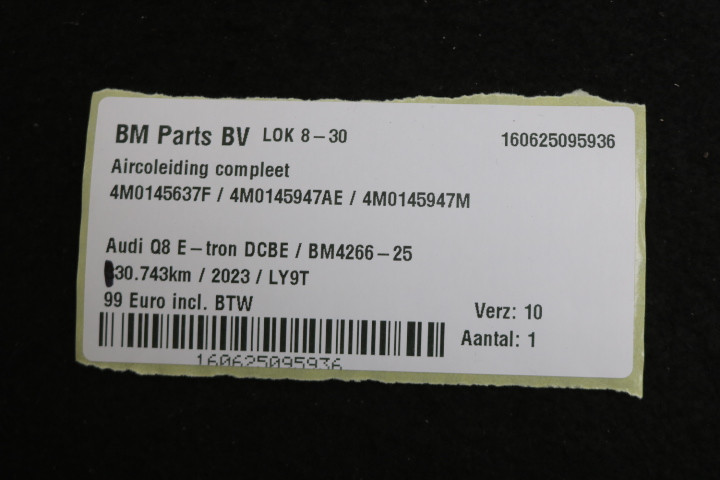 BM Parts BV LOK 8-30 160625095936
Aircoleiding compleet
4M0145637F / 4M0145947AE / 4M0145947M
Audi Q8 E-tron DCBE / BM4266-25
30.743km / 2023 / LY9T
99 Euro incl. BTW
Verz: 10
Aantal: 1
160625095936